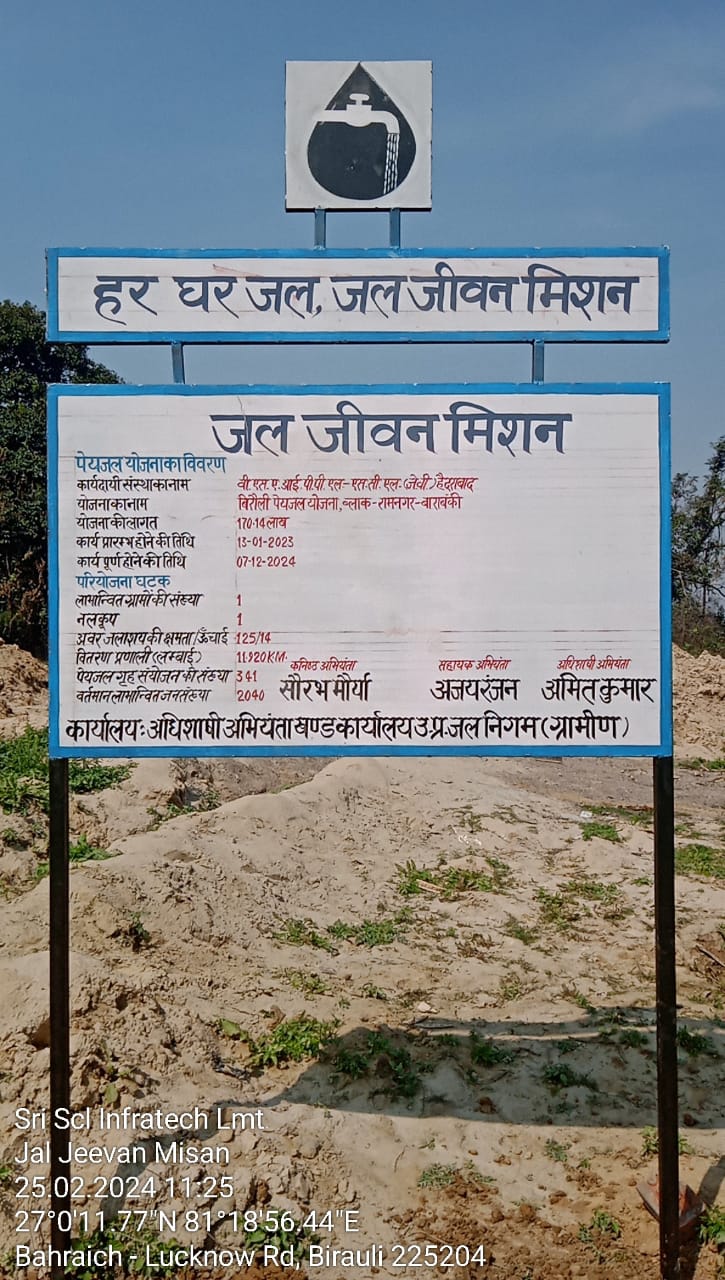 हर घर जल, जल जीवन मिशन
जल जीवन मिशन
पेयजल योजना का विवरण
कार्यदायी संस्था का नाम वी.एस.ए.आई.पी.पी.एल-एस.सी.एल.(जेवी) हैदराबाद
योजना का नाम बिरौली पेयजल योजना, ब्लाक-रामनगर-बाराबंकी
योजना की लागत 170.14 लाख
कार्य प्रारम्भ होने की तिथि 13-01-2023
कार्य पूर्ण होने की तिथि 07-12-2024
परियोजना घटक
लाभान्वित ग्रामों की संख्या 1
नलकूप 1
अवर जलाशय की क्षमता/ऊँचाई 125/14
वितरण प्रणाली (लम्बाई) 11.920KM.
पेयजल गृह संयोजन की संख्या 341
वर्तमान लाभान्वित जनसंख्या 2040
कनिष्ठ अभियंता सहायक अभियंता अधिशाषी अभियंता
सौरभ मौर्या अजय रंजन अमित कुमार
कार्यालय: अधिशाषी अभियंता खण्ड कार्यालय उ.प्र. जल निगम (ग्रामीण)
Sri Scl Infratech Lmt
Jal Jeevan Misan
25.02.2024 11:25
27°0'11.77"N 81°18'56.44"E
Bahraich - Lucknow Rd, Birauli 225204